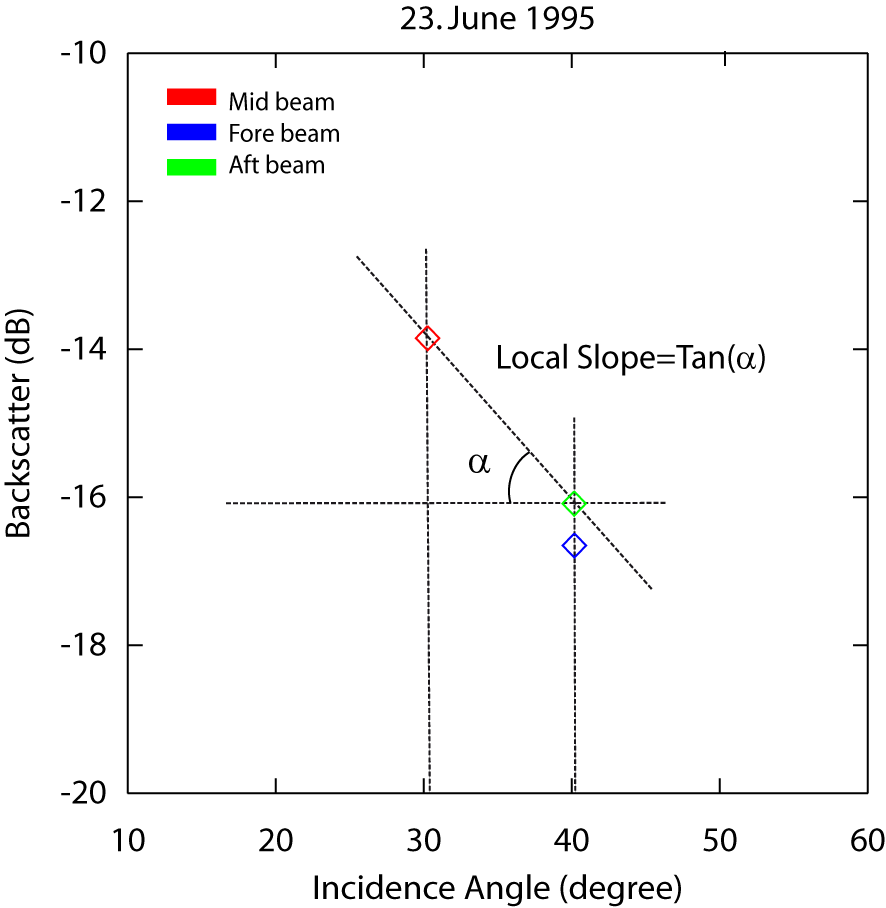 23. June 1995
-10
Mid beam
Fore beam
Aft beam
-12
-14
Local Slope=Tan(α)
α
-16
-18
-20
Backscatter (dB)
10 20 30 40 50 60
Incidence Angle (degree)